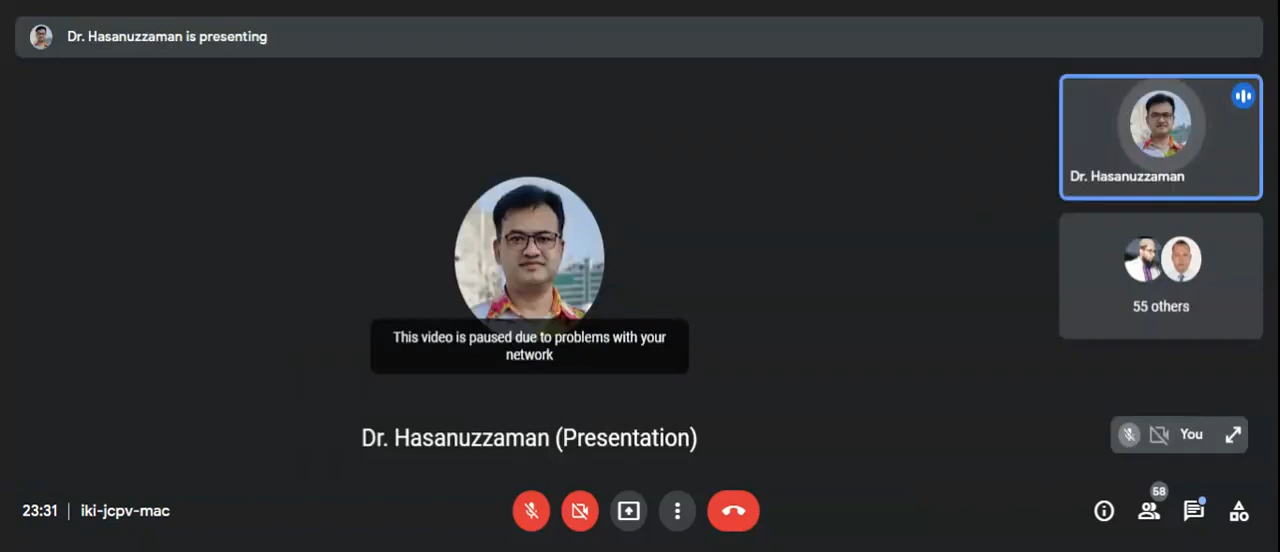 Dr. Hasanuzzaman is presenting
Dr. Hasanuzzaman
55 others
This video is paused due to problems with your
network
Dr. Hasanuzzaman (Presentation)
You
23:31 | iki-jcpv-mac
58